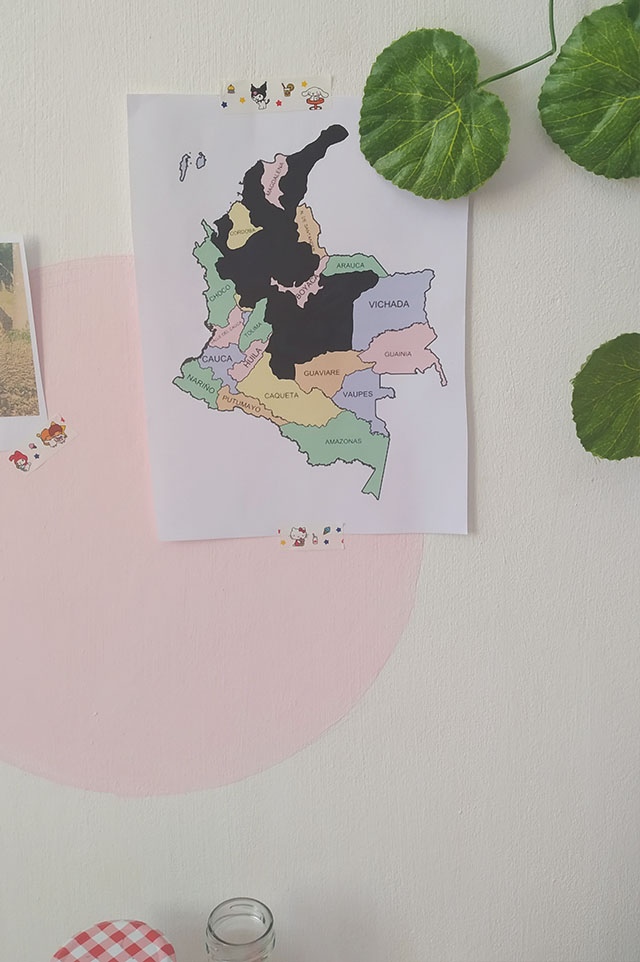 MAGDALENA
CORDOBA
ARAUCA
BOYACA
CHOCO
VICHADA
TOLIMA
CAUCA
HUILA
GUAINIA
NARIÑO
GUAVIARE
PUTUMAYO
CAQUETA
VAUPES
AMAZONAS